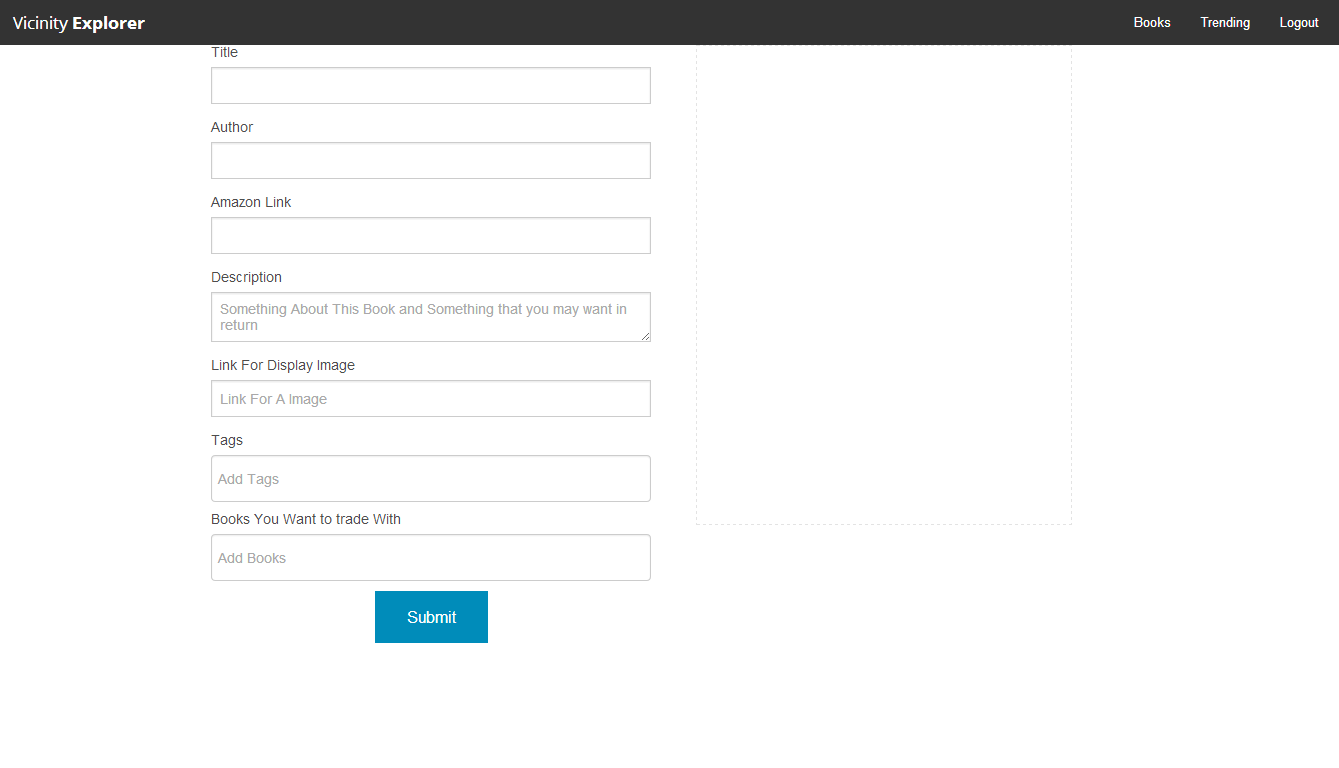 Vicinity Explorer
Books
Trending
Logout
Title
Author
Amazon Link
Description
Something About This Book and Something that you may want in
return
Link For Display Image
Link For A Image
Tags
Add Tags
Books You Want to trade With
Add Books
Submit